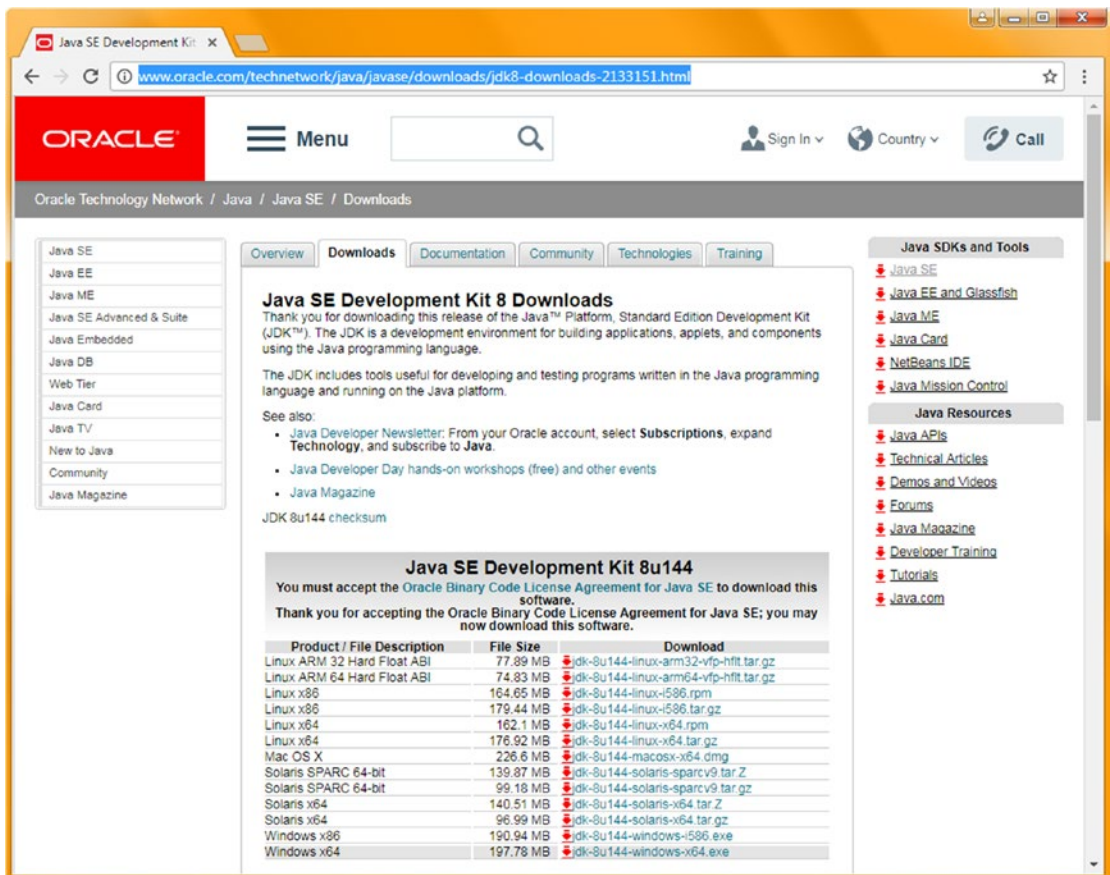 Java SE Development Kit
www.oracle.com/technetwork/java/javase/downloads/jdk8-downloads-2133151.html
ORACLE
Menu
Sign In
Country
Call
Oracle Technology Network / Java / Java SE / Downloads
Java SE
Java EE
Java ME
Java SE Advanced & Suite
Java Embedded
Java DB
Web Tier
Java Card
Java TV
New to Java
Community
Java Magazine
Overview
Downloads
Documentation
Community
Technologies
Training
Java SE Development Kit 8 Downloads
Thank you for downloading this release of the Java™ Platform, Standard Edition Development Kit
(JDK™). The JDK is a development environment for building applications, applets, and components
using the Java programming language.
The JDK includes tools useful for developing and testing programs written in the Java programming
language and running on the Java platform.
See also:
• Java Developer Newsletter: From your Oracle account, select Subscriptions, expand
Technology, and subscribe to Java.
• Java Developer Day hands-on workshops (free) and other events
• Java Magazine
JDK 8u144 checksum
Java SE Development Kit 8u144
You must accept the Oracle Binary Code License Agreement for Java SE to download this
software.
Thank you for accepting the Oracle Binary Code License Agreement for Java SE; you may
now download this software.
Product / File Description File Size Download
Linux ARM 32 Hard Float ABI 77.89 MB jdk-8u144-linux-arm32-vfp-hflt.tar.gz
Linux ARM 64 Hard Float ABI 74.83 MB jdk-8u144-linux-arm64-vfp-hflt.tar.gz
Linux x86 164.65 MB jdk-8u144-linux-i586.rpm
Linux x86 179.44 MB jdk-8u144-linux-i586.tar.gz
Linux x64 162.1 MB jdk-8u144-linux-x64.rpm
Linux x64 176.92 MB jdk-8u144-linux-x64.tar.gz
Mac OS X 226.6 MB jdk-8u144-macosx-x64.dmg
Solaris SPARC 64-bit 139.87 MB jdk-8u144-solaris-sparcv9.tar.Z
Solaris SPARC 64-bit 99.18 MB jdk-8u144-solaris-sparcv9.tar.gz
Solaris x64 140.51 MB jdk-8u144-solaris-x64.tar.Z
Solaris x64 96.99 MB jdk-8u144-solaris-x64.tar.gz
Windows x86 190.94 MB jdk-8u144-windows-i586.exe
Windows x64 197.78 MB jdk-8u144-windows-x64.exe
Java SDKs and Tools
Java SE
Java EE and Glassfish
Java ME
Java Card
NetBeans IDE
Java Mission Control
Java Resources
Java APIs
Technical Articles
Demos and Videos
Forums
Java Magazine
Developer Training
Tutorials
Java.com